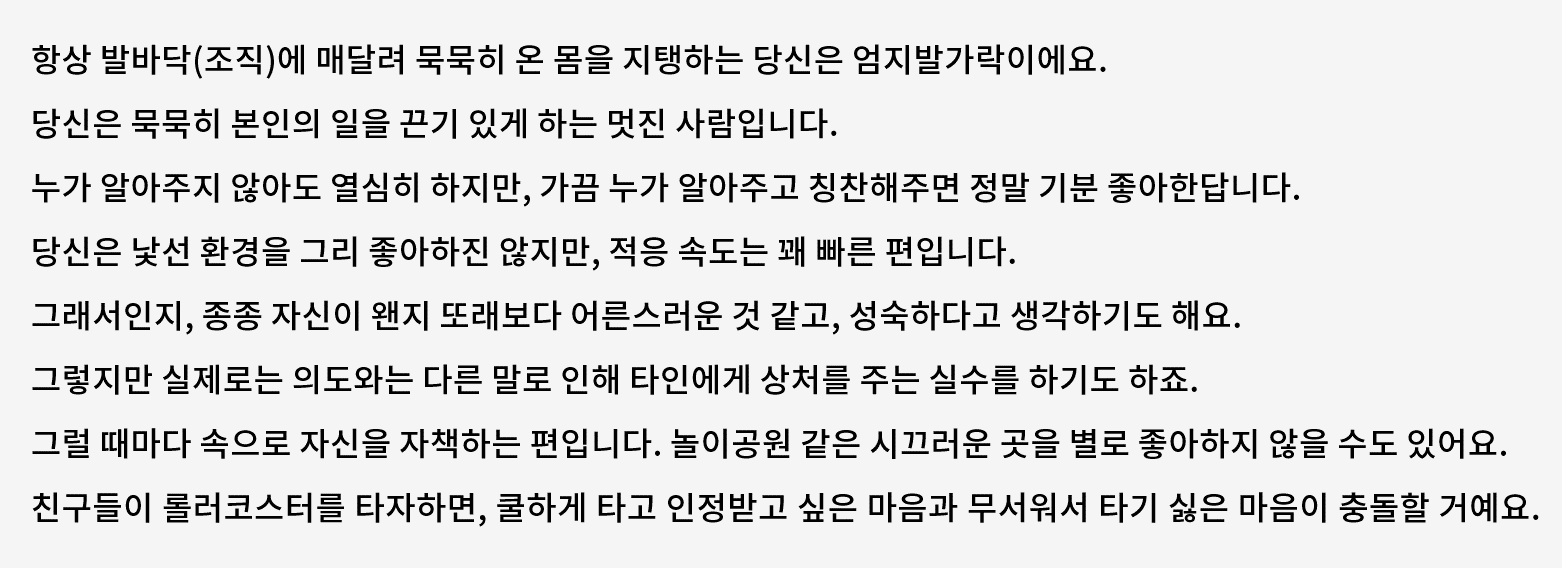 항상 발바닥(조직)에 매달려 묵묵히 온 몸을 지탱하는 당신은 엄지발가락이에요.
당신은 묵묵히 본인의 일을 끈기 있게 하는 멋진 사람입니다.
누가 알아주지 않아도 열심히 하지만, 가끔 누가 알아주고 칭찬해주면 정말 기분 좋아한답니다.
당신은 낯선 환경을 그리 좋아하진 않지만, 적응 속도는 꽤 빠른 편입니다.
그래서인지, 종종 자신이 왠지 또래보다 어른스러운 것 같고, 성숙하다고 생각하기도 해요.
그렇지만 실제로는 의도와는 다른 말로 인해 타인에게 상처를 주는 실수를 하기도 하죠.
그럴 때마다 속으로 자신을 자책하는 편입니다. 놀이공원 같은 시끄러운 곳을 별로 좋아하지 않을 수도 있어요.
친구들이 롤러코스터를 타자하면, 쿨하게 타고 인정받고 싶은 마음과 무서워서 타기 싫은 마음이 충돌할 거예요.